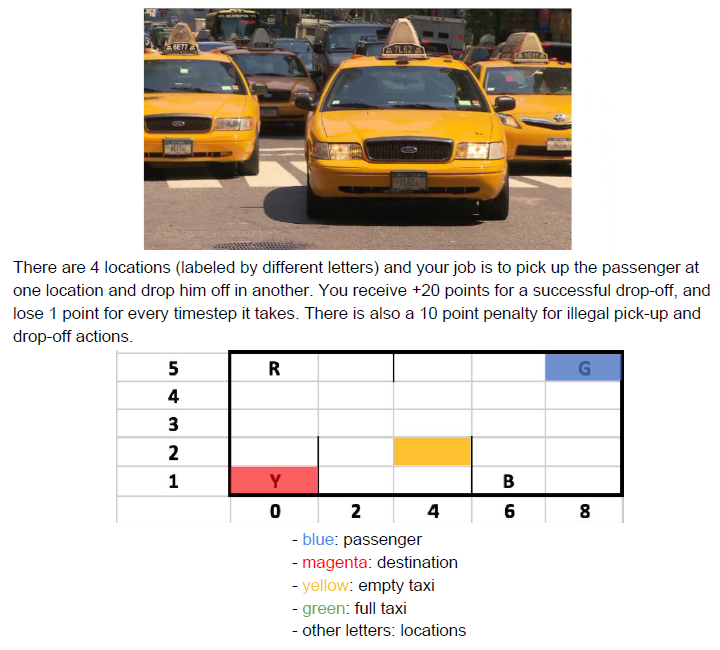 6E77
7L62
1G11
There are 4 locations (labeled by different letters) and your job is to pick up the passenger at
one location and drop him off in another. You receive +20 points for a successful drop-off, and
lose 1 point for every timestep it takes. There is also a 10 point penalty for illegal pick-up and
drop-off actions.
5 R G
4
3
2
1 Y B
0 2 4 6 8
- blue: passenger
- magenta: destination
- yellow: empty taxi
- green: full taxi
- other letters: locations